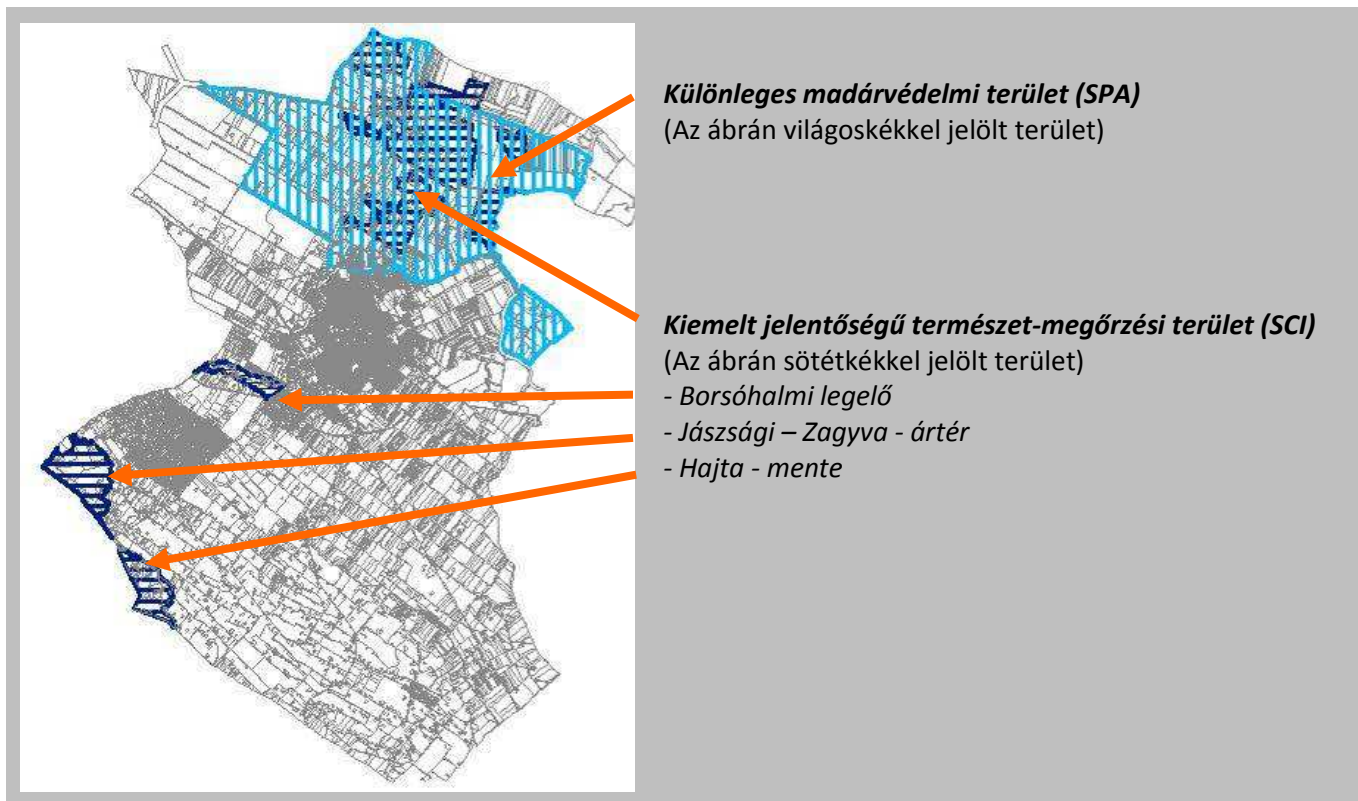 Különleges madárvédelmi terület (SPA)
(Az ábrán világoskékkel jelölt terület)
Kiemelt jelentőségű természet-megőrzési terület (SCI)
(Az ábrán sötétkékkel jelölt terület)
- Borsóhalmi legelő
- Jászsági – Zagyva - ártér
- Hajta - mente